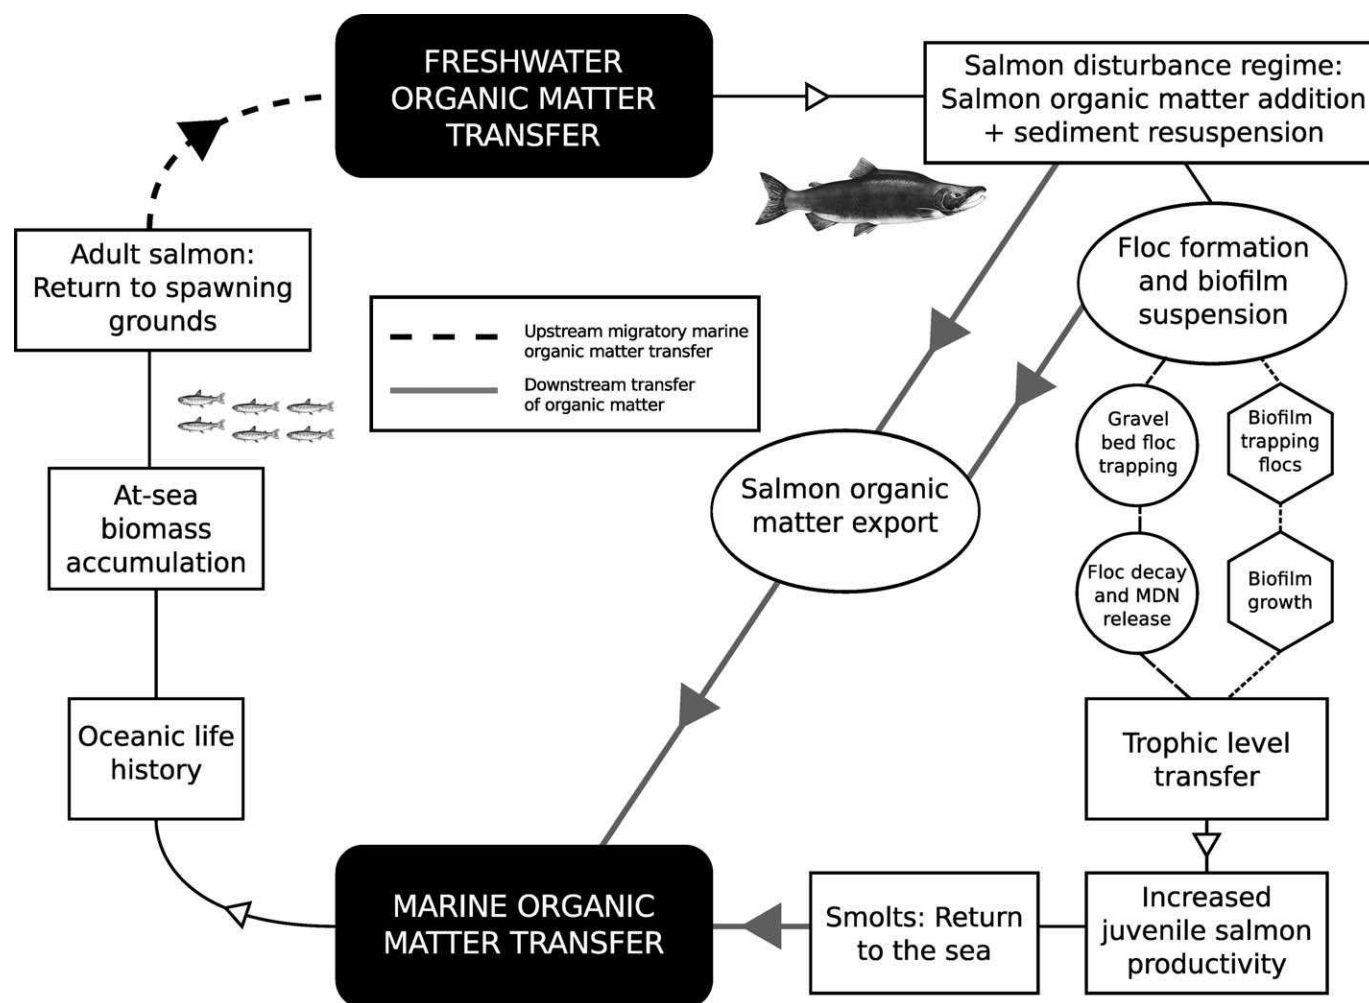 FRESHWATER
ORGANIC MATTER
TRANSFER
Salmon disturbance regime:
Salmon organic matter addition
+ sediment resuspension
Adult salmon:
Return to spawning
grounds
Floc formation
and biofilm
suspension
Upstream migratory marine
organic matter transfer
Downstream transfer
of organic matter
Gravel
bed floc
trapping
Biofilm
trapping
flocs
Salmon organic
matter export
At-sea
biomass
accumulation
Floc decay
and MDN
release
Biofilm
growth
Oceanic life
history
Trophic level
transfer
MARINE ORGANIC
MATTER TRANSFER
Smolts: Return
to the sea
Increased
juvenile salmon
productivity